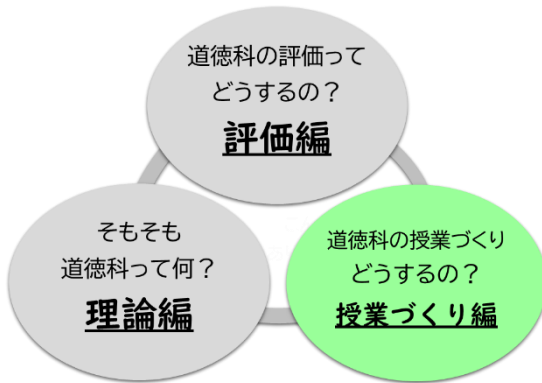 道徳科の評価って
どうするの？
評価編
そもそも
道徳科って何？
理論編
道徳科の授業づくり
どうするの？
授業づくり編